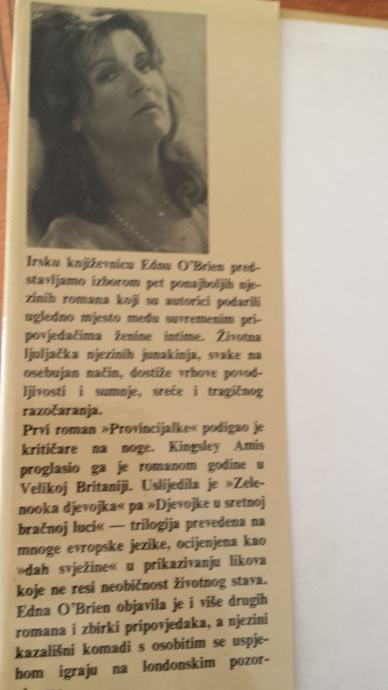 Irsku književnicu Ednu O'Brien pred-
stavljamo izborom pet ponajboljih nje-
zinih romana koji su autorici podarili
ugledno mjesto među suvremenim pri-
povjedačima ženine intime. Životna
ljuljačka njezinih junakinja, svake na
osebujan način, dostiže vrhove povod-
ljivosti i sumnje, sreće i tragičnog
razočaranja.
Prvi roman »Provincijalke« podigao je
kritičare na noge. Kingsley Amis
proglasio ga je romanom godine u
Velikoj Britaniji. Uslijedila je »Zele-
nooka djevojka« pa »Djevojke u sretnoj
bračnoj luci« — trilogija prevedena na
mnoge evropske jezike, ocijenjena kao
»dah svježine« u prikazivanju likova
koje ne resi neobičnost životnog stava.
Edna O'Brien objavila je i više drugih
romana i zbirki pripovjedaka, a njezini
kazališni komadi s osobitim se uspje-
hom igraju na londonskim pozor-